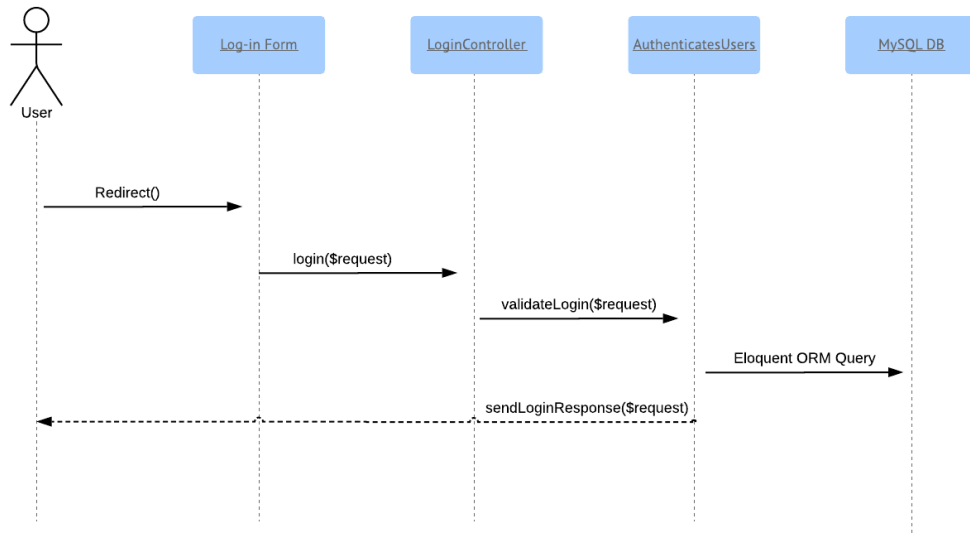 Log-in Form
LoginController
AuthenticatesUsers
MySQL DB
User
Redirect()
login($request)
validateLogin($request)
Eloquent ORM Query
sendLoginResponse($request)